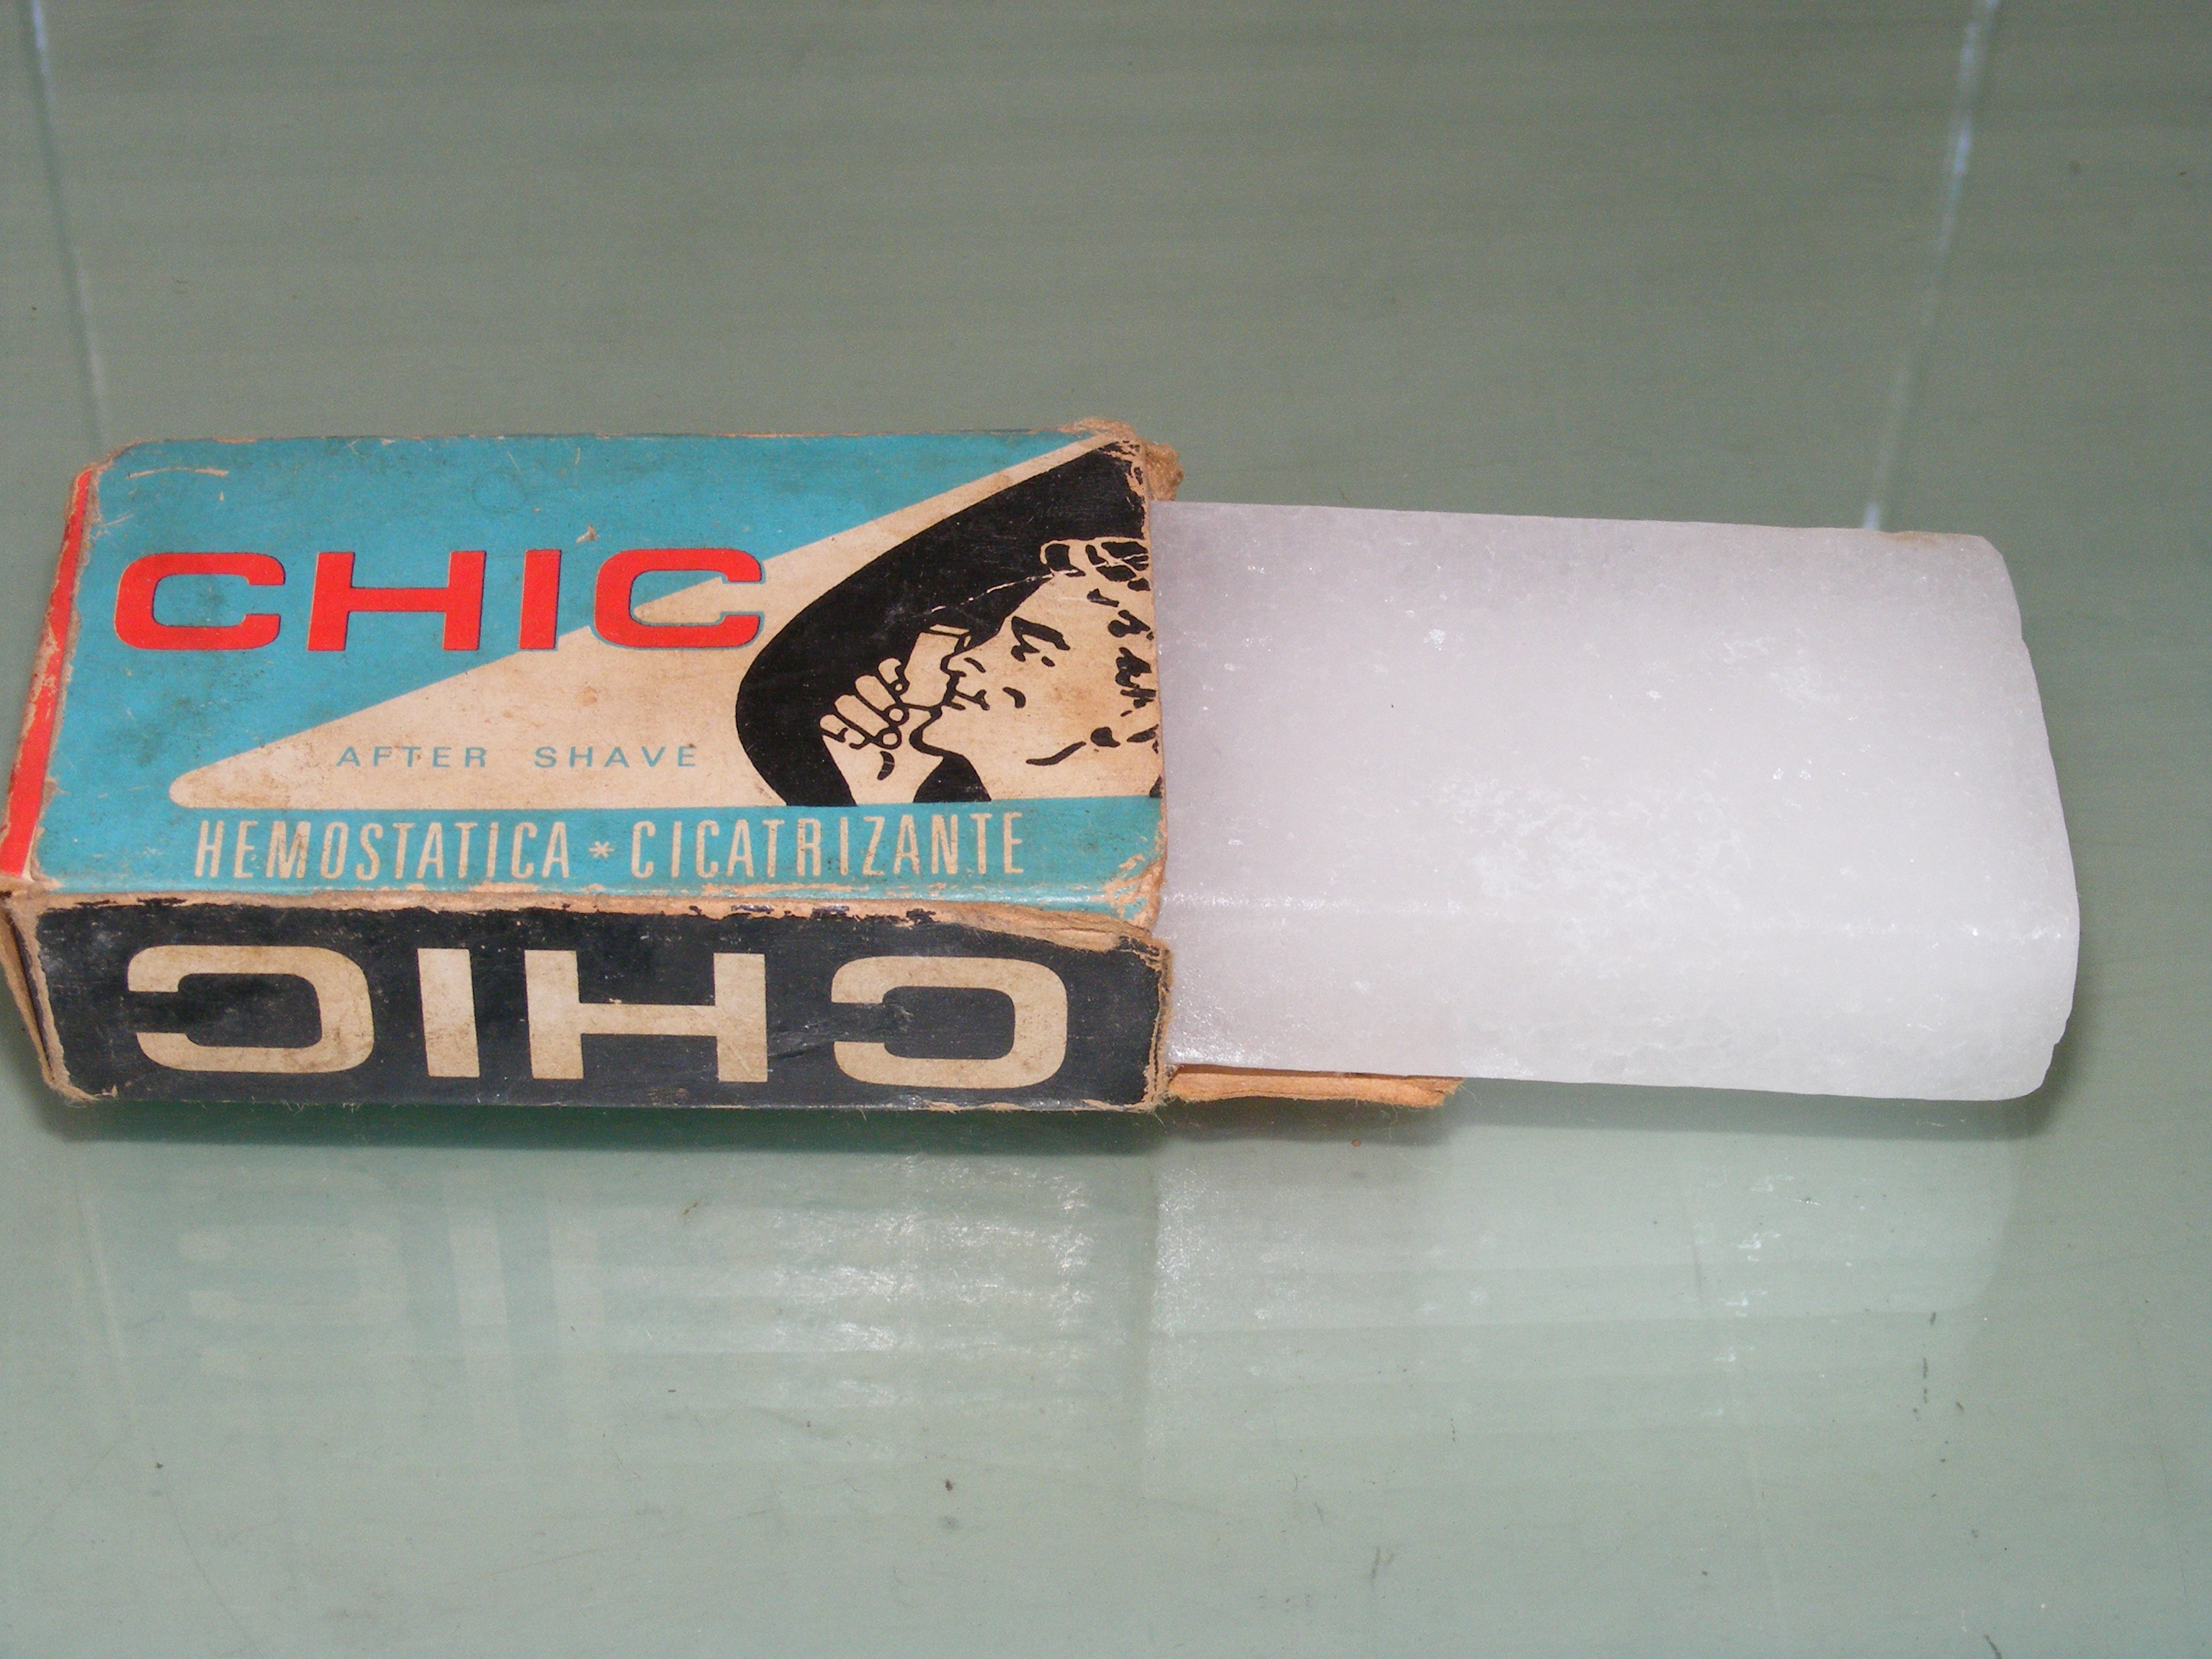 CHIC
AFTER SHAVE
HEMOSTATICA * CICATRIZANTE
CHIC